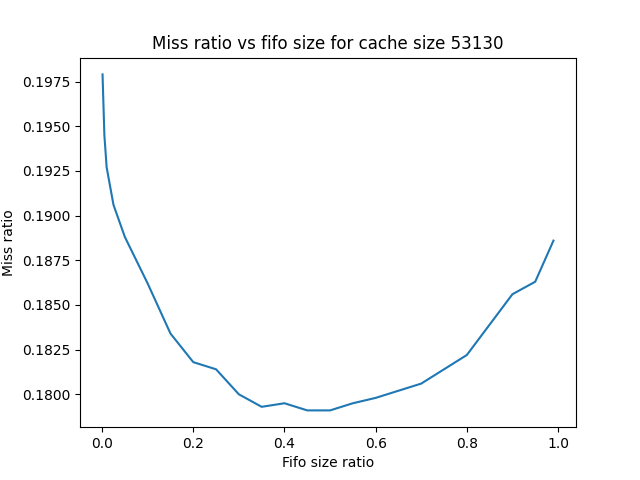 Miss ratio vs fifo size for cache size 53130
0.1975
0.1950
0.1925
0.1900
0.1875
0.1850
0.1825
0.1800
Miss ratio
0.0 0.2 0.4 0.6 0.8 1.0
Fifo size ratio